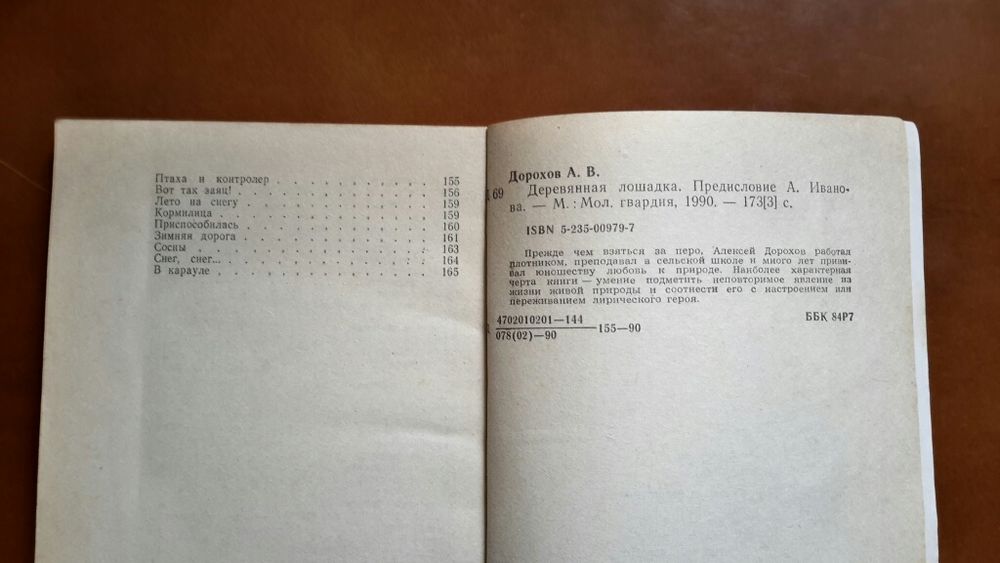 Птаха и контролер . . . . . . . . . . . 155
Вот так заяц! . . . . . . . . . . . . . 156
Лето на снегу . . . . . . . . . . . . . 159
Кормилица . . . . . . . . . . . . . . 159
Приспособилась . . . . . . . . . . . . 160
Зимняя дорога . . . . . . . . . . . . . 161
Сосны . . . . . . . . . . . . . . . . 163
Снег, снег... . . . . . . . . . . . . . . 164
В карауле . . . . . . . . . . . . . . . 165
Дорохов А. В.
69 Деревянная лошадка. Предисловие А. Ивано-
ва. — М. : Мол. гвардия, 1990. — 173[3] с.
ISBN 5-235-00979-7
Прежде чем взяться за перо, Алексей Дорохов работал
плотником, преподавал в сельской школе и много лет приви-
вал юношеству любовь к природе. Наиболее характерная
черта книги — умение подметить неповторимое явление из
жизни живой природы и соотнести его с настроением или
переживанием лирического героя.
4702010201—144
078(02)—90
155—90
ББК 84Р7